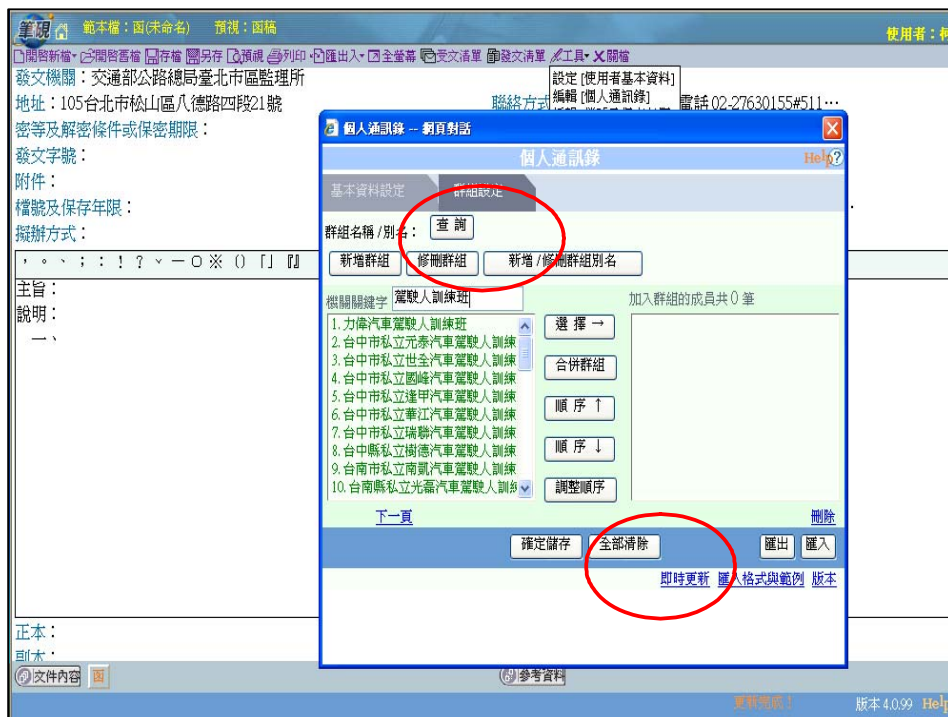 筆硯 範本檔：函(未命名) 預視：函稿
使用者：
開啓新檔 開啓舊檔 存檔 另存 預視 列印 匯出入 全螢幕 受文清單 發文清單 工具 關檔
發文機關：交通部公路總局臺北市區監理所
設定 [使用者基本資料]
地址：105台北市松山區八德路四段21號 聯絡方式 編輯 [個人通訊錄] 電話 02-27630155#511…
密等及解密條件或保密期限：
發文字號：
附件：
檔號及保存年限：
擬辦方式：
， 。 、 ； ： ！ ？ ˇ — ○ ※ () 「」 『』
主旨：
說明：
一、
個人通訊錄 -- 網頁對話
個人通訊錄 Help?
基本資料設定 群組設定
群組名稱 /別名： 查 詢
新增群組 修刪群組 新增 /修刪群組別名
機關關鍵字 駕駛人訓練班 加入群組的成員共 0 筆
1. 力偉汽車駕駛人訓練班
2. 台中市私立元泰汽車駕駛人訓練
3. 台中市私立世全汽車駕駛人訓練
4. 台中市私立國峰汽車駕駛人訓練
5. 台中市私立逢甲汽車駕駛人訓練
6. 台中市私立華江汽車駕駛人訓練
7. 台中市私立瑞聯汽車駕駛人訓練
8. 台中縣私立樹德汽車駕駛人訓練
9. 台南市私立南凱汽車駕駛人訓練
10. 台南縣私立光磊汽車駕駛人訓
選 擇 →
合併群組
順 序 ↑
順 序 ↓
調整順序
下一頁 刪除
確定儲存 全部清除 匯出 匯入
即時更新 匯入格式與範例 版本
正本：
副本：
文件內容 函 參考資料
更新完成！ 版本 4.0.99 Help